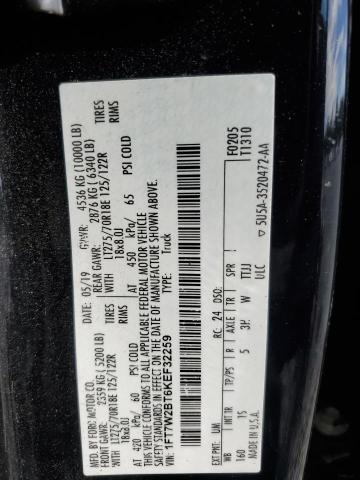 MFD. BY FORD MOTOR CO.
05/19 GVWR: 4536 KG (10000 LB)
FRONT GAWR: 2359 KG (5200 LB)
REAR GAWR: 2876 KG (6340 LB)
WITH LT275/70R18E 125/122R TIRES
LT275/70R18E 125/122R TIRES
18x8.0J RIMS
18x8.0J RIMS
AT 420 kPa/ 60 PSI COLD
AT 450 kPa/ 65 PSI COLD
THIS VEHICLE CONFORMS TO ALL APPLICABLE FEDERAL MOTOR VEHICLE
SAFETY STANDARDS IN EFFECT ON THE DATE OF MANUFACTURE SHOWN ABOVE.
VIN: 1FT7W2BT6KEF32259
TYPE: Truck
F0205
T1310
EXT PNT: UM RC: 24 DSO:
WB INT TR TP/PS R AXLE TR SPR
160 TS 5 3H W TTJJ
ULC
MADE IN U.S.A.
5U5A-3520472-AA